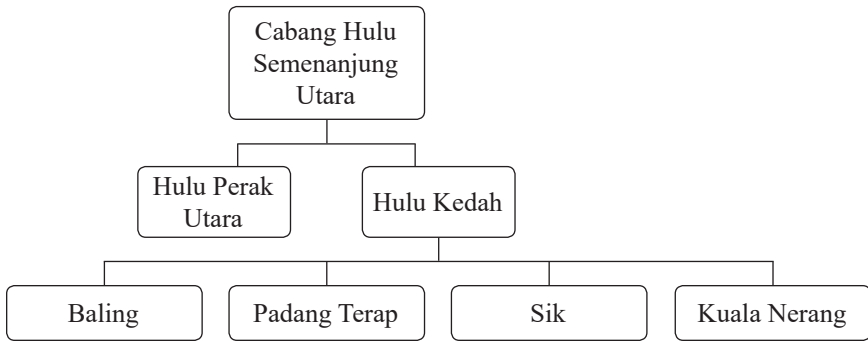 Cabang Hulu
Semenanjung
Utara
Hulu Perak
Utara
Hulu Kedah
Baling
Padang Terap
Sik
Kuala Nerang